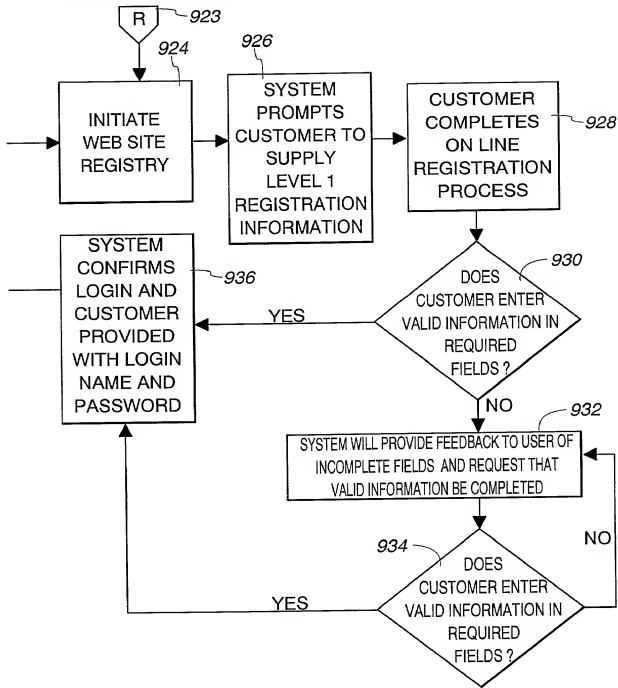 R
923
924
INITIATE
WEB SITE
REGISTRY
926
SYSTEM
PROMPTS
CUSTOMER TO
SUPPLY
LEVEL 1
REGISTRATION
INFORMATION
928
CUSTOMER
COMPLETES
ON LINE
REGISTRATION
PROCESS
930
DOES
CUSTOMER ENTER
VALID INFORMATION IN
REQUIRED
FIELDS ?
YES
936
SYSTEM
CONFIRMS
LOGIN AND
CUSTOMER
PROVIDED
WITH LOGIN
NAME AND
PASSWORD
NO
932
SYSTEM WILL PROVIDE FEEDBACK TO USER OF
INCOMPLETE FIELDS AND REQUEST THAT
VALID INFORMATION BE COMPLETED
NO
934
DOES
CUSTOMER ENTER
VALID INFORMATION IN
REQUIRED
FIELDS ?
YES